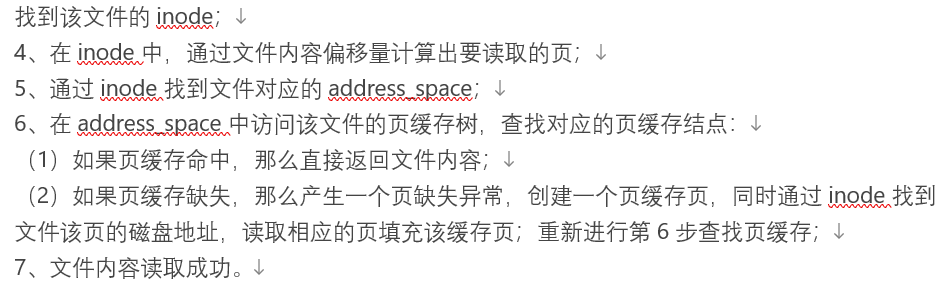 找到该文件的 inode；↓
4、在 inode 中，通过文件内容偏移量计算出要读取的页；↓
5、通过 inode 找到文件对应的 address_space；↓
6、在 address_space 中访问该文件的页缓存树，查找对应的页缓存结点：↓
（1）如果页缓存命中，那么直接返回文件内容；↓
（2）如果页缓存缺失，那么产生一个页缺失异常，创建一个页缓存页，同时通过 inode 找到
文件该页的磁盘地址，读取相应的页填充该缓存页；重新进行第 6 步查找页缓存；↓
7、文件内容读取成功。↓